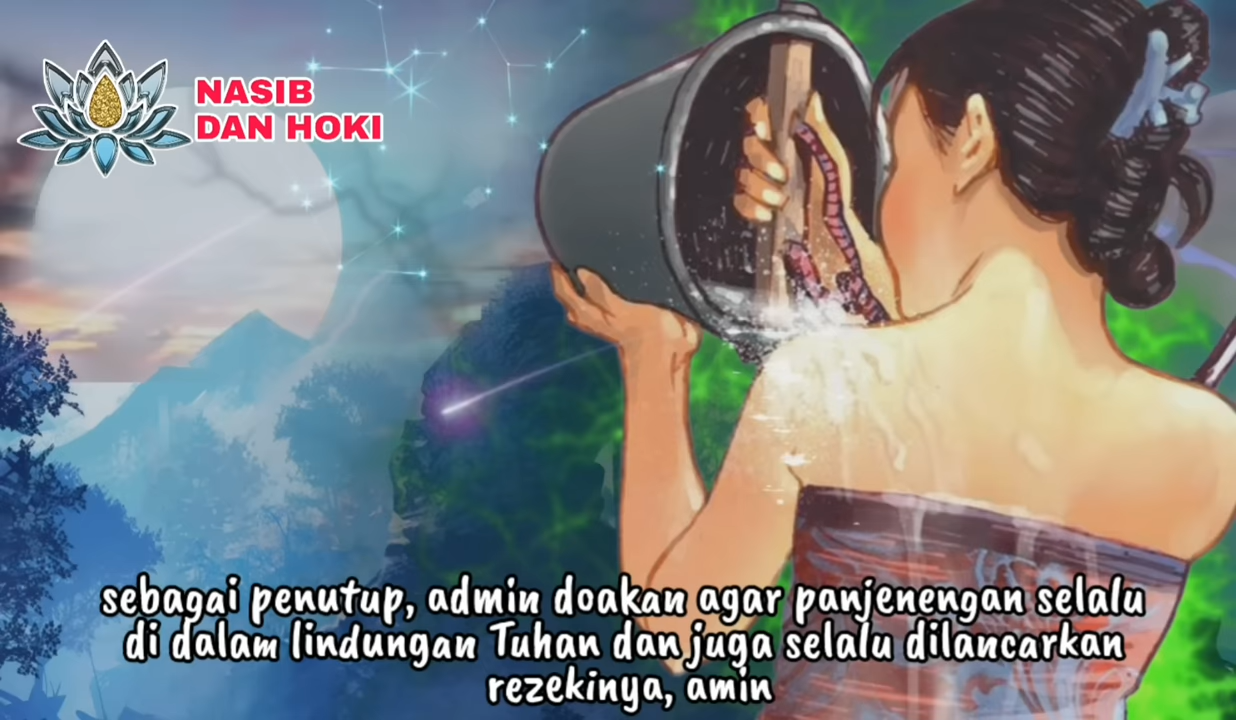 NASIB
DAN HOKI
sebagai penutup, admin doakan agar panjenengan selalu
di dalam lindungan Tuhan dan juga selalu dilancarkan
rezekinya, amin